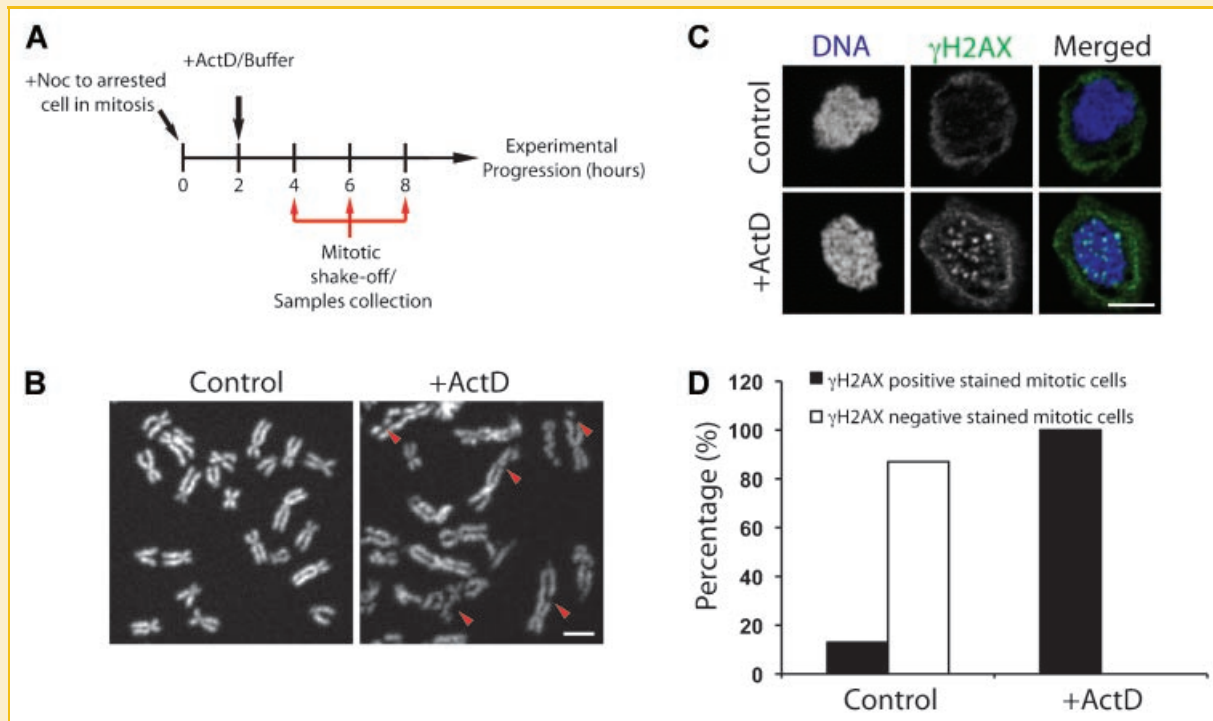 A
+Noc to arrested
cell in mitosis
+ActD/Buffer
0 2 4 6 8
Experimental
Progression (hours)
Mitotic
shake-off/
Samples collection
B
Control +ActD
C
DNA γH2AX Merged
Control
+ActD
D
120
100
80
60
40
20
0
Percentage (%)
γH2AX positive stained mitotic cells
γH2AX negative stained mitotic cells
Control +ActD